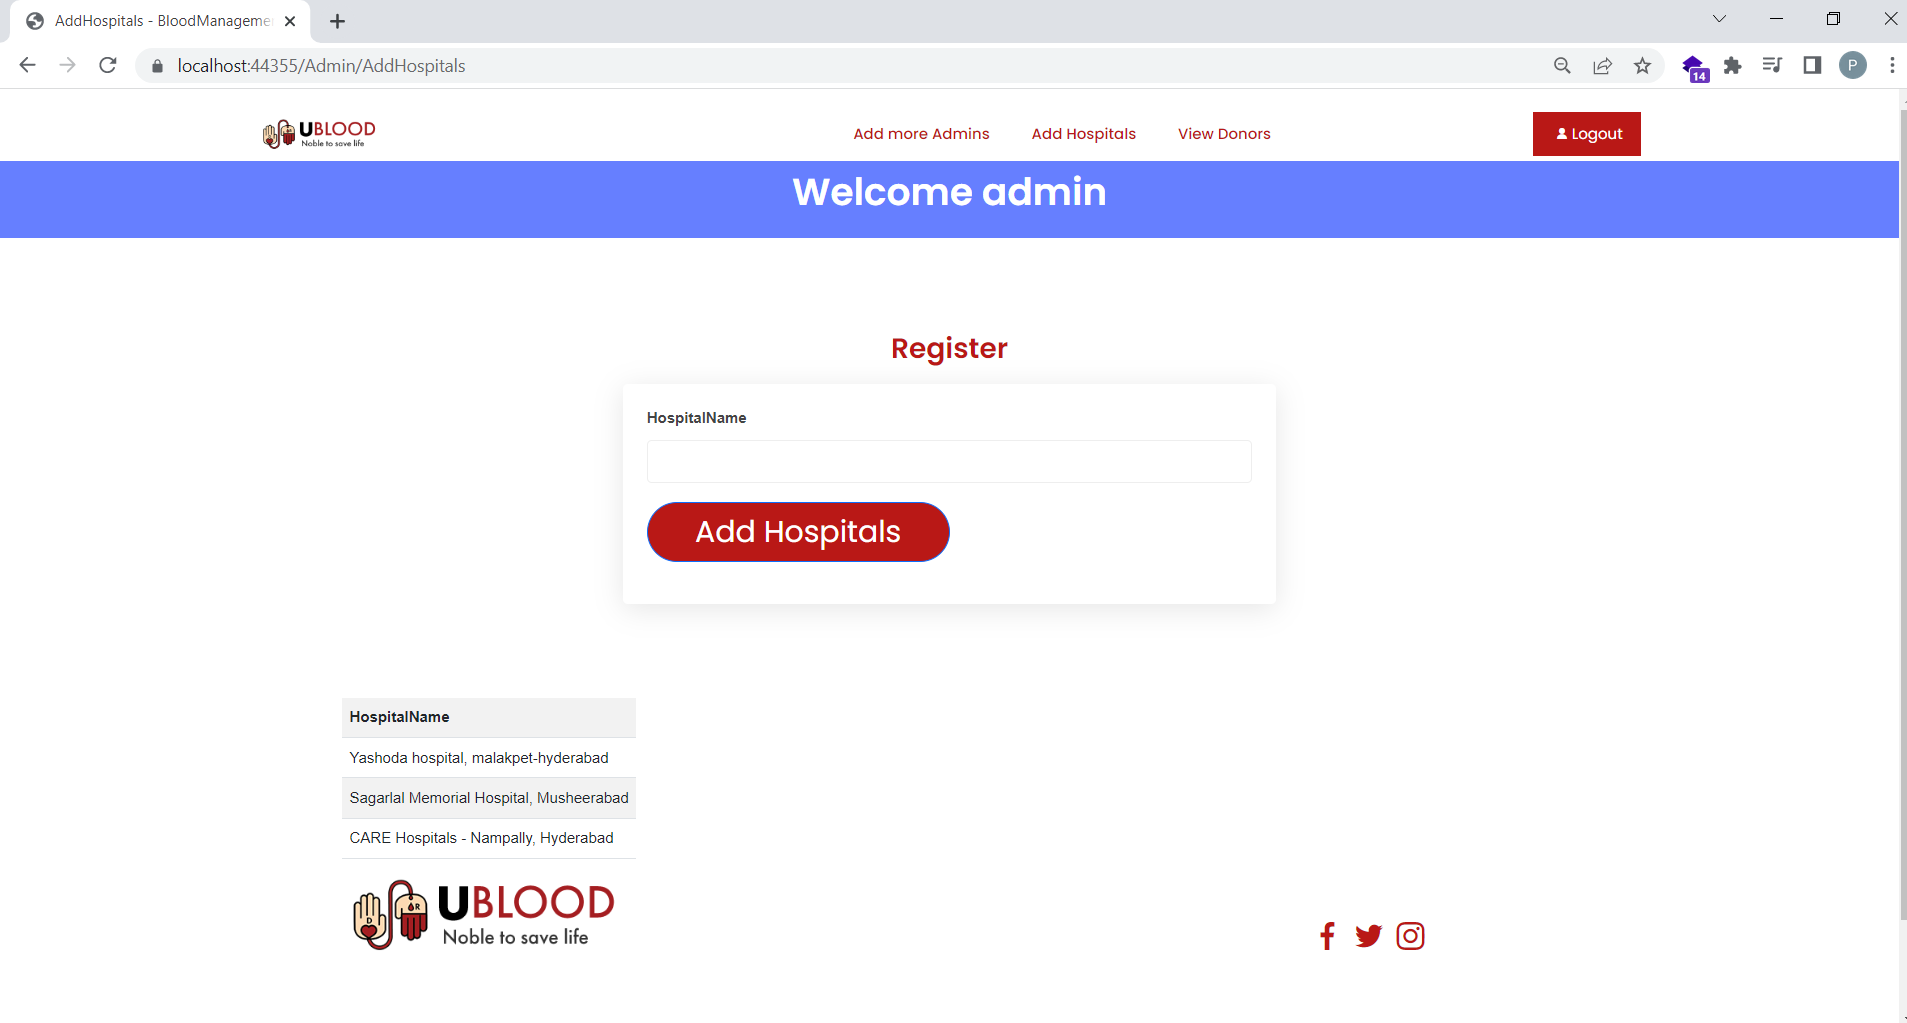 AddHospitals - BloodManageme
localhost:44355/Admin/AddHospitals
14
P
UBLOOD
Noble to save life
Add more Admins
Add Hospitals
View Donors
Logout
Welcome admin
Register
HospitalName
Add Hospitals
HospitalName
Yashoda hospital, malakpet-hyderabad
Sagarlal Memorial Hospital, Musheerabad
CARE Hospitals - Nampally, Hyderabad
D R
UBLOOD
Noble to save life